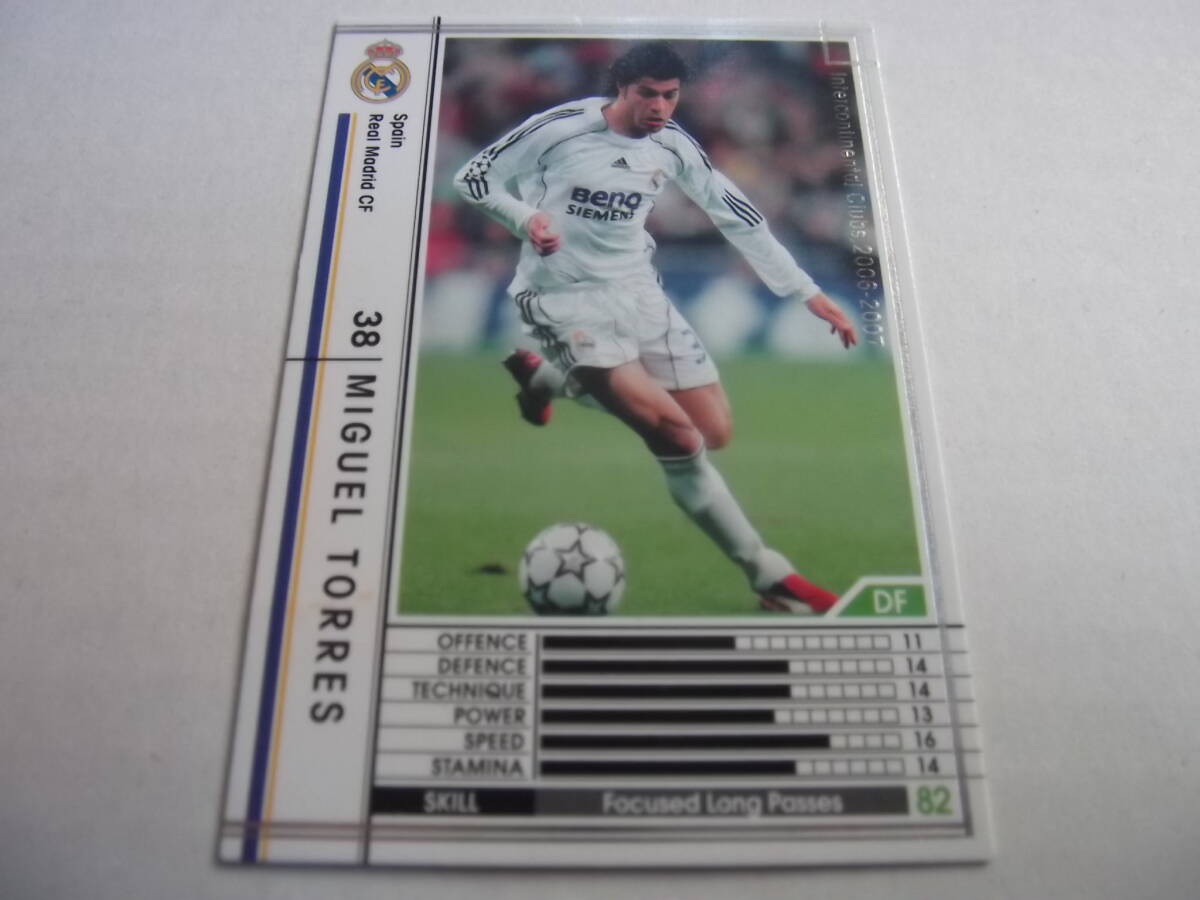 Spain
Real Madrid CF
38 MIGUEL TORRES
Intercontinental Clubs 2006-2007
BenQ
SIEMENS
DF
OFFENCE 11
DEFENCE 14
TECHNIQUE 14
POWER 13
SPEED 16
STAMINA 14
SKILL Focused Long Passes 82